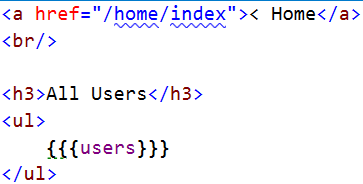 <a href="/home/index">< Home</a>
<br/>
<h3>All Users</h3>
<ul>
{{{users}}}
</ul>